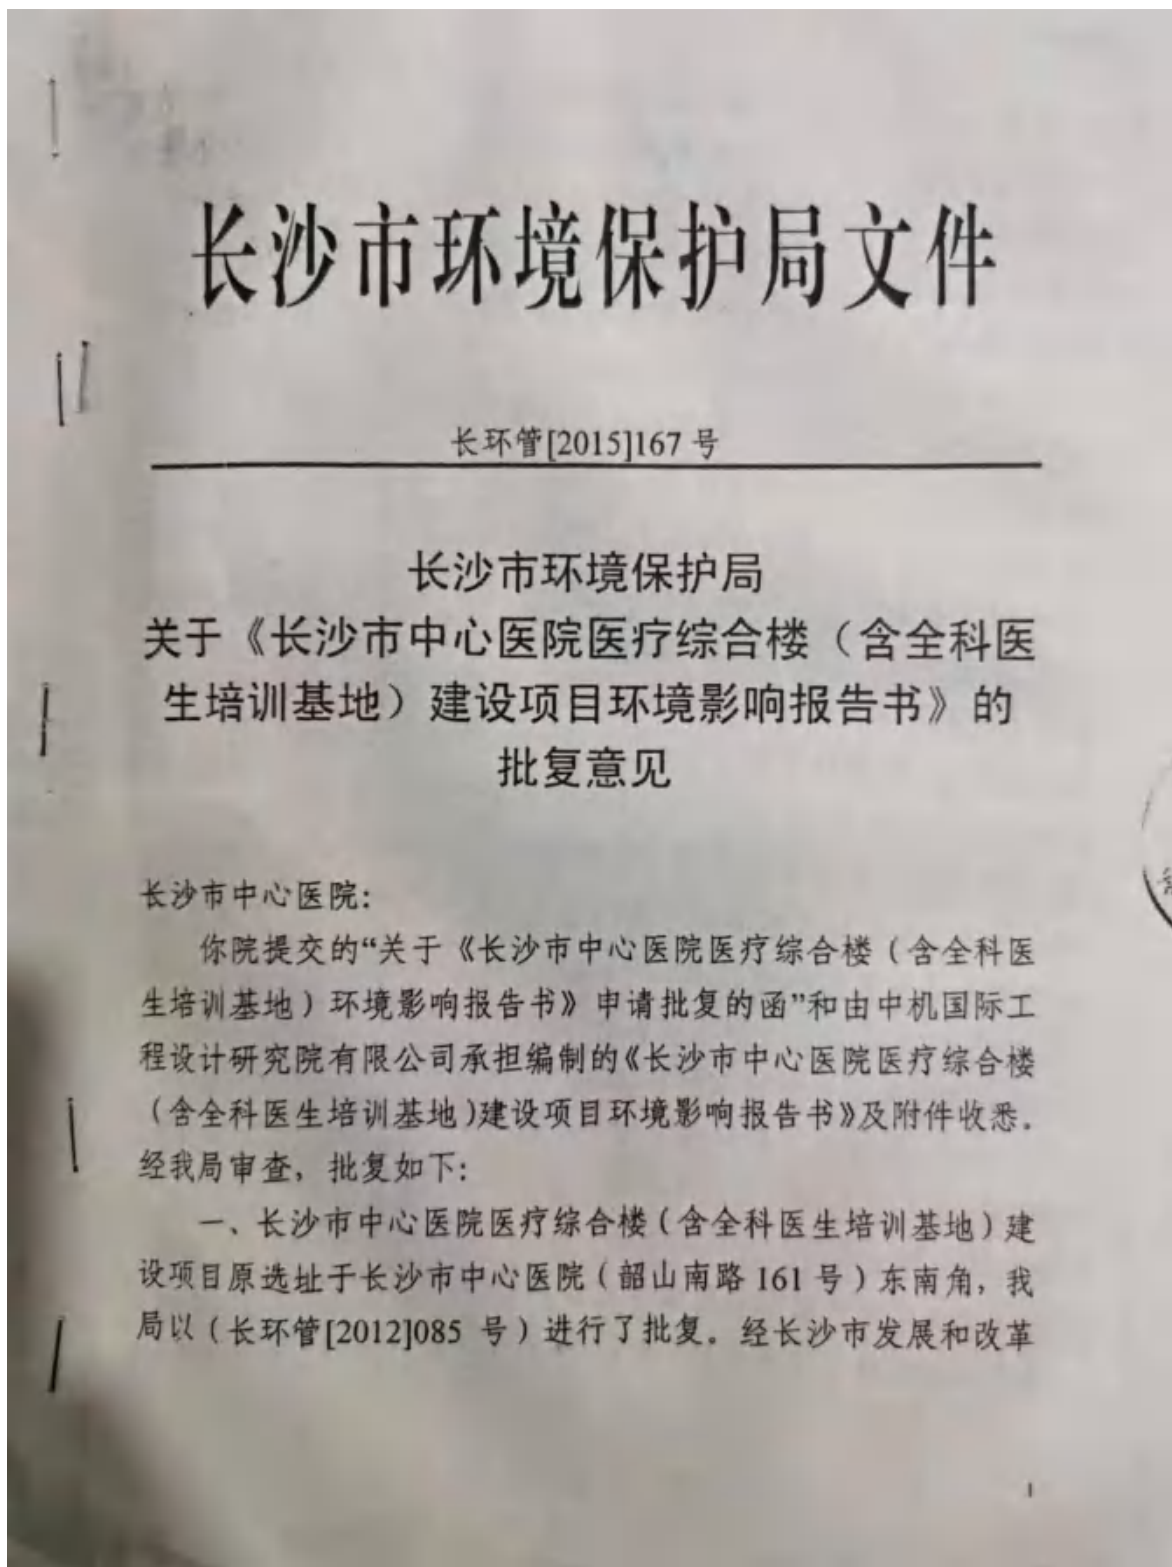 长沙市环境保护局文件
长环管[2015]167 号
长沙市环境保护局
关于《长沙市中心医院医疗综合楼（含全科医
生培训基地）建设项目环境影响报告书》的
批复意见
长沙市中心医院：
你院提交的“关于《长沙市中心医院医疗综合楼（含全科医
生培训基地）环境影响报告书》申请批复的函”和由中机国际工
程设计研究院有限公司承担编制的《长沙市中心医院医疗综合楼
（含全科医生培训基地）建设项目环境影响报告书》及附件收悉。
经我局审查，批复如下：
一、长沙市中心医院医疗综合楼（含全科医生培训基地）建
设项目原选址于长沙市中心医院（韶山南路 161 号）东南角，我
局以（长环管[2012]085 号）进行了批复。经长沙市发展和改革
1